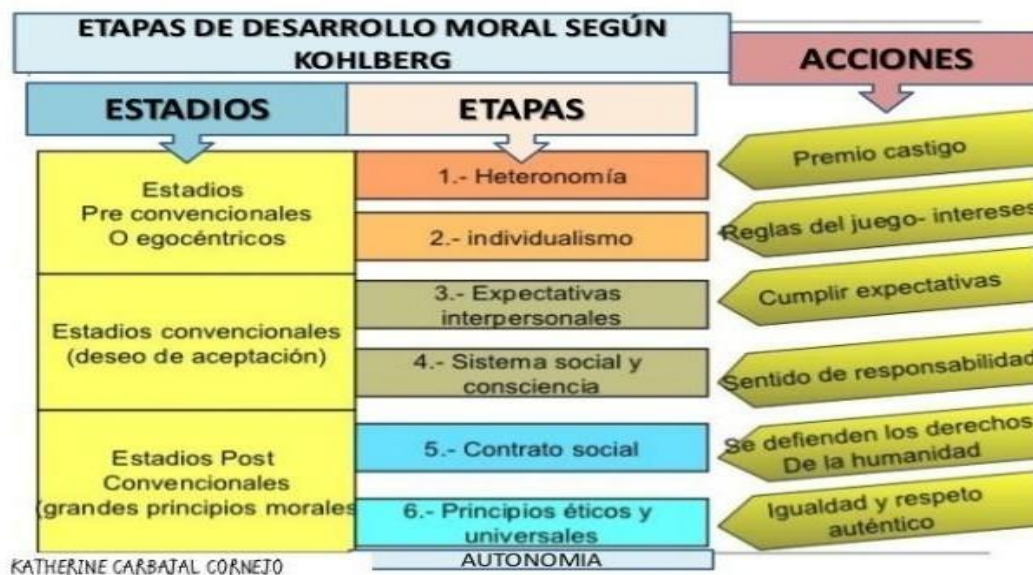 ETAPAS DE DESARROLLO MORAL SEGÚN
KOHLBERG
ACCIONES
ESTADIOS
ETAPAS
Estadios
Pre convencionales
O egocéntricos
1.- Heteronomía
Premio castigo
2.- individualismo
Reglas del juego- intereses
Estadios convencionales
(deseo de aceptación)
3.- Expectativas
interpersonales
Cumplir expectativas
4.- Sistema social y
consciencia
Sentido de responsabilidad
Estadios Post
Convencionales
(grandes principios morales
5.- Contrato social
Se defienden los derechos
De la humanidad
6.- Principios éticos y
universales
Igualdad y respeto
auténtico
AUTONOMIA
KATHERINE CARBAJAL CORNEJO